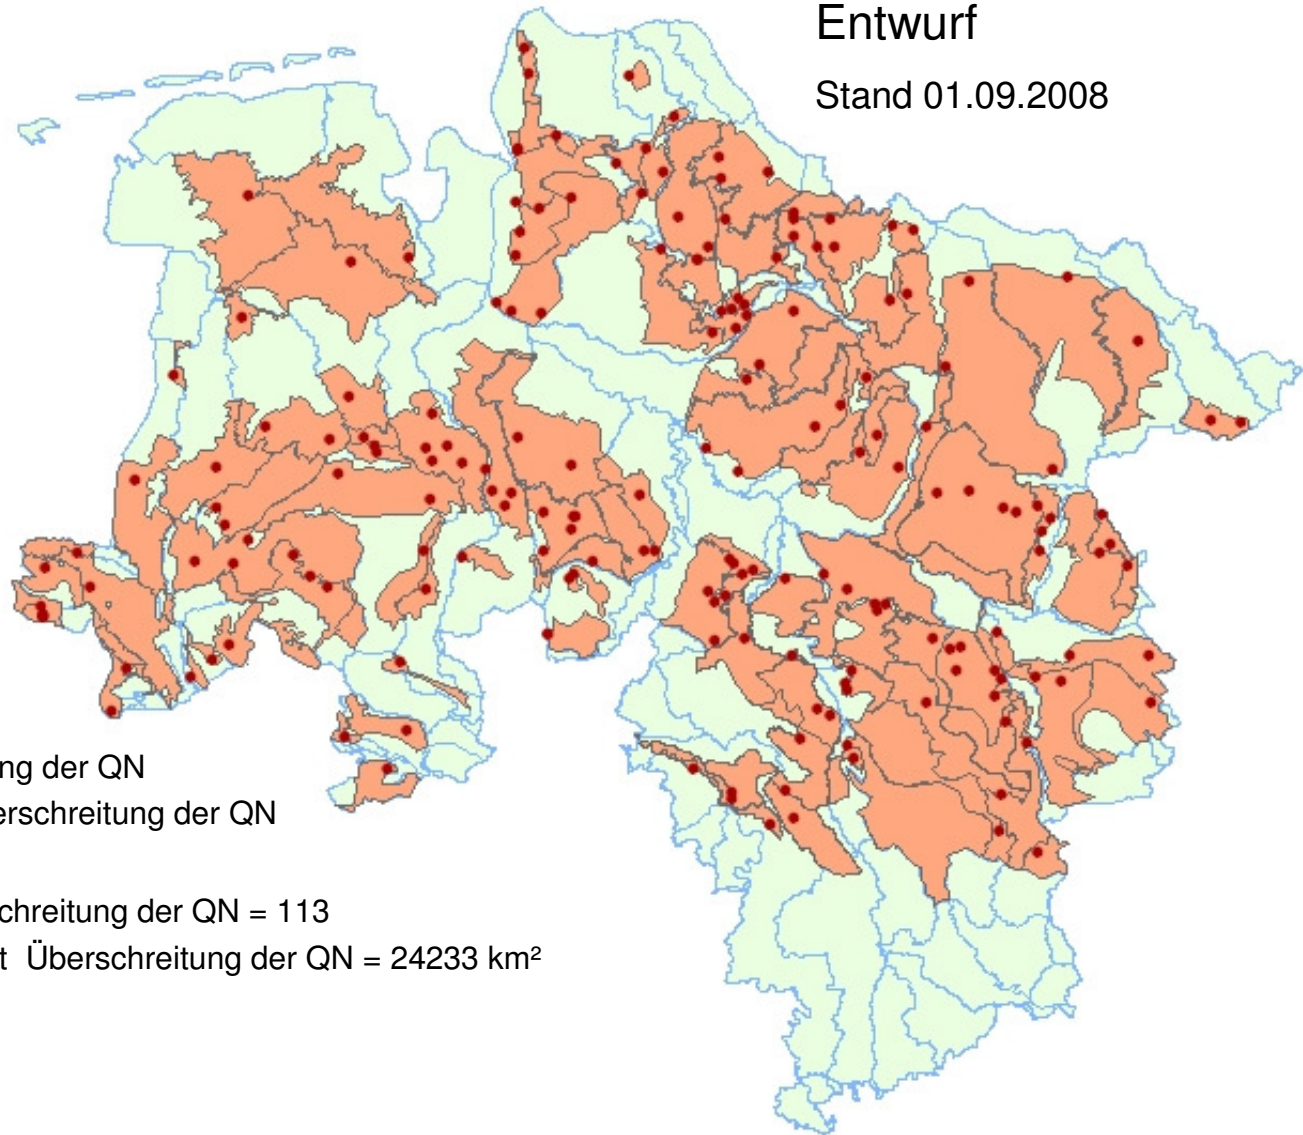 Entwurf
Stand 01.09.2008
ng der QN
erschreitung der QN
chreitung der QN = 113
t Überschreitung der QN = 24233 km²